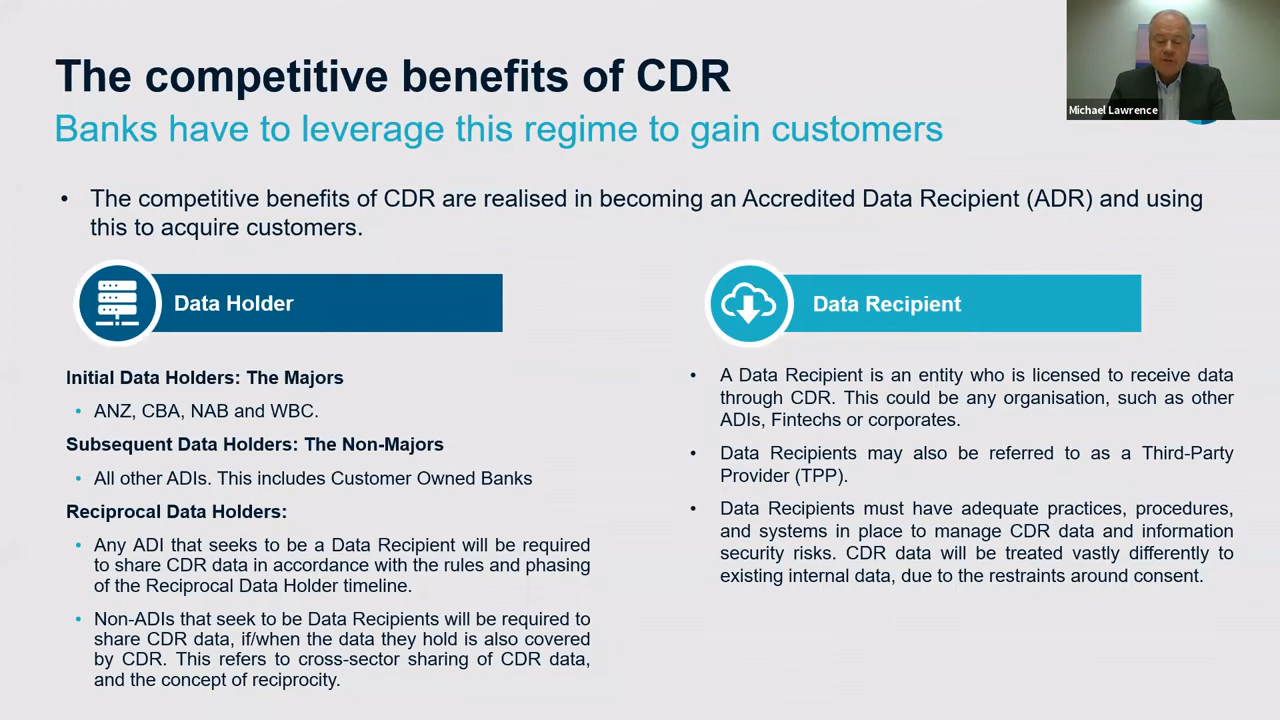 The competitive benefits of CDR
Banks have to leverage this regime to gain customers
Michael Lawrence
• The competitive benefits of CDR are realised in becoming an Accredited Data Recipient (ADR) and using
this to acquire customers.
Data Holder
Initial Data Holders: The Majors
• ANZ, CBA, NAB and WBC.
Subsequent Data Holders: The Non-Majors
• All other ADIs. This includes Customer Owned Banks
Reciprocal Data Holders:
• Any ADI that seeks to be a Data Recipient will be required
to share CDR data in accordance with the rules and phasing
of the Reciprocal Data Holder timeline.
• Non-ADIs that seek to be Data Recipients will be required to
share CDR data, if/when the data they hold is also covered
by CDR. This refers to cross-sector sharing of CDR data,
and the concept of reciprocity.
Data Recipient
• A Data Recipient is an entity who is licensed to receive data
through CDR. This could be any organisation, such as other
ADIs, Fintechs or corporates.
• Data Recipients may also be referred to as a Third-Party
Provider (TPP).
• Data Recipients must have adequate practices, procedures,
and systems in place to manage CDR data and information
security risks. CDR data will be treated vastly differently to
existing internal data, due to the restraints around consent.